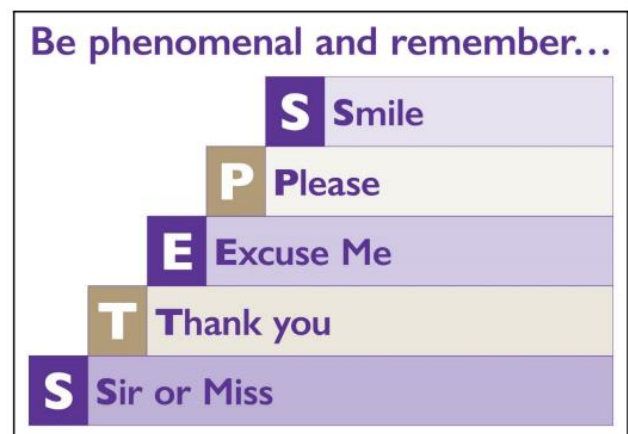 Be phenomenal and remember...
S Smile
P Please
E Excuse Me
T Thank you
S Sir or Miss